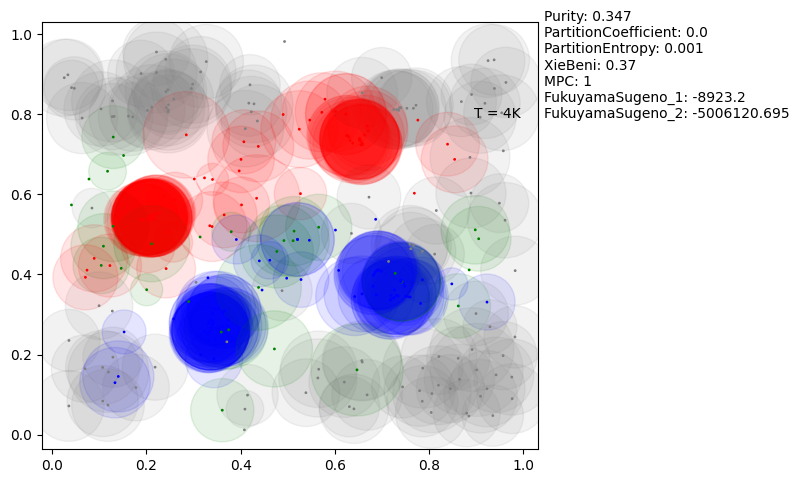 Purity: 0.347
PartitionCoefficient: 0.0
PartitionEntropy: 0.001
XieBeni: 0.37
MPC: 1
FukuyamaSugeno_1: -8923.2
FukuyamaSugeno_2: -5006120.695
T = 4K
1.0
0.8
0.6
0.4
0.2
0.0
0.0 0.2 0.4 0.6 0.8 1.0